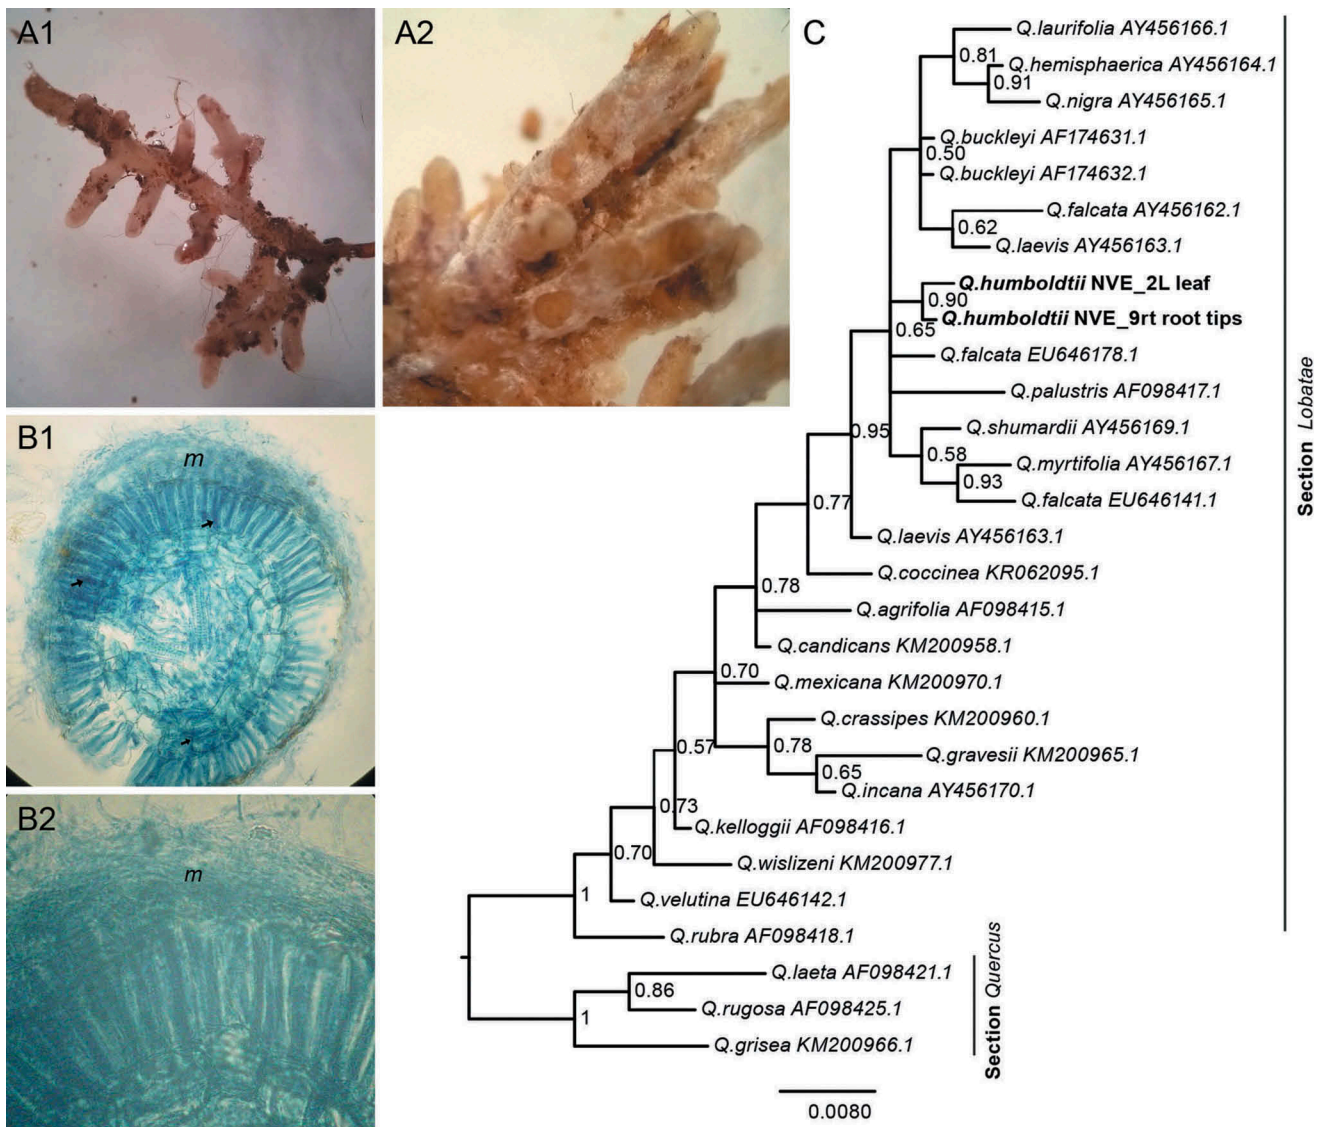 A1
A2
C
B1
m
B2
m
Q.laurifolia AY456166.1
0.81
Q.hemisphaerica AY456164.1
0.91
Q.nigra AY456165.1
Q.buckleyi AF174631.1
0.50
Q.buckleyi AF174632.1
Q.falcata AY456162.1
0.62
Q.laevis AY456163.1
Q.humboldtii NVE_2L leaf
0.90
Q.humboldtii NVE_9rt root tips
0.65
Q.falcata EU646178.1
Q.palustris AF098417.1
Q.shumardii AY456169.1
0.95
0.58
Q.myrtifolia AY456167.1
0.93
Q.falcata EU646141.1
0.77
Q.laevis AY456163.1
Q.coccinea KR062095.1
0.78
Q.agrifolia AF098415.1
Q.candicans KM200958.1
0.70
Q.mexicana KM200970.1
Q.crassipes KM200960.1
0.57
0.78
Q.gravesii KM200965.1
0.65
Q.incana AY456170.1
0.73
Q.kelloggii AF098416.1
0.70
Q.wislizeni KM200977.1
1
Q.velutina EU646142.1
Q.rubra AF098418.1
Q.laeta AF098421.1
0.86
Q.rugosa AF098425.1
1
Q.grisea KM200966.1
Section Lobatae
Section Quercus
0.0080